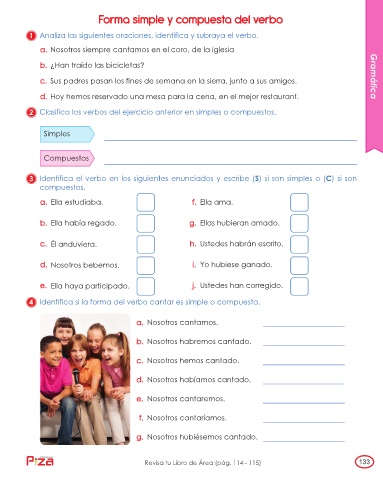 Forma simple y compuesta del verbo
1 Analiza las siguientes oraciones, identifica y subraya el verbo.
a. Nosotros siempre cantamos en el coro, de la iglesia
b. ¿Han traído las bicicletas?
c. Sus padres pasan los fines de semana en la sierra, junto a sus amigos.
d. Hoy hemos reservado una mesa para la cena, en el mejor restaurant.
Gramática
2 Clasifica los verbos del ejercicio anterior en simples o compuestos.
Simples
Compuestos
3 Identifica el verbo en los siguientes enunciados y escribe (S) si son simples o (C) si son
compuestos.
a. Ella estudiaba.
f. Ella ama.
b. Ella había regado.
g. Ellas hubieran amado.
c. Él anduviera.
h. Ustedes habrán escrito.
d. Nosotros bebemos.
i. Yo hubiese ganado.
e. Ella haya participado.
j. Ustedes han corregido.
4 Identifica si la forma del verbo cantar es simple o compuesta.
a. Nosotros cantamos.
b. Nosotros habremos cantado.
c. Nosotros hemos cantado.
d. Nosotros habíamos cantado.
e. Nosotros cantaremos.
f. Nosotros cantaríamos.
g. Nosotros hubiésemos cantado.
Revisa tu Libro de Área (pág. 114 - 115)
133